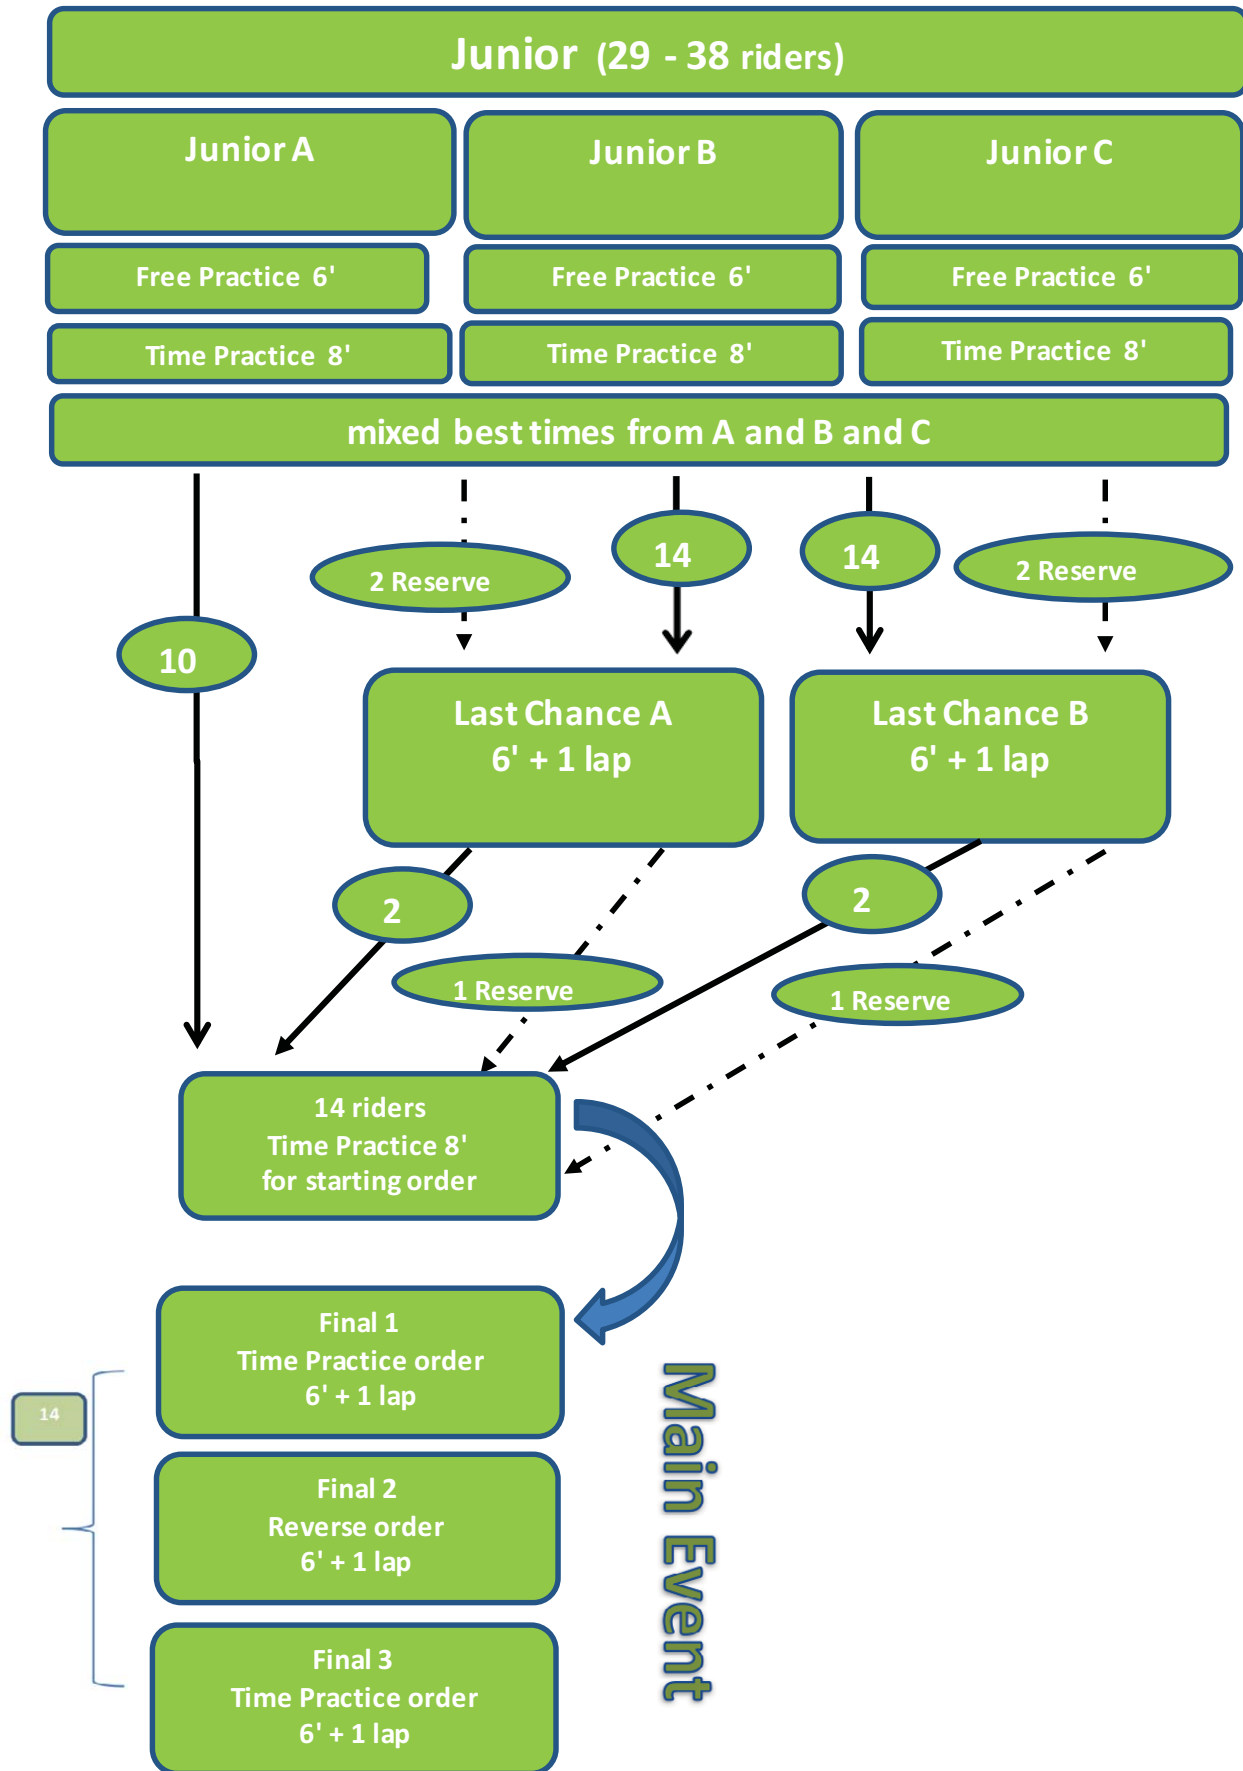 Junior (29 - 38 riders)
Junior A
Junior B
Junior C
Free Practice 6'
Free Practice 6'
Free Practice 6'
Time Practice 8'
Time Practice 8'
Time Practice 8'
mixed best times from A and B and C
2 Reserve
14
14
2 Reserve
10
Last Chance A
6' + 1 lap
Last Chance B
6' + 1 lap
2
2
1 Reserve
1 Reserve
14 riders
Time Practice 8'
for starting order
Final 1
Time Practice order
6' + 1 lap
14
Final 2
Reverse order
6' + 1 lap
Final 3
Time Practice order
6' + 1 lap
Main Event